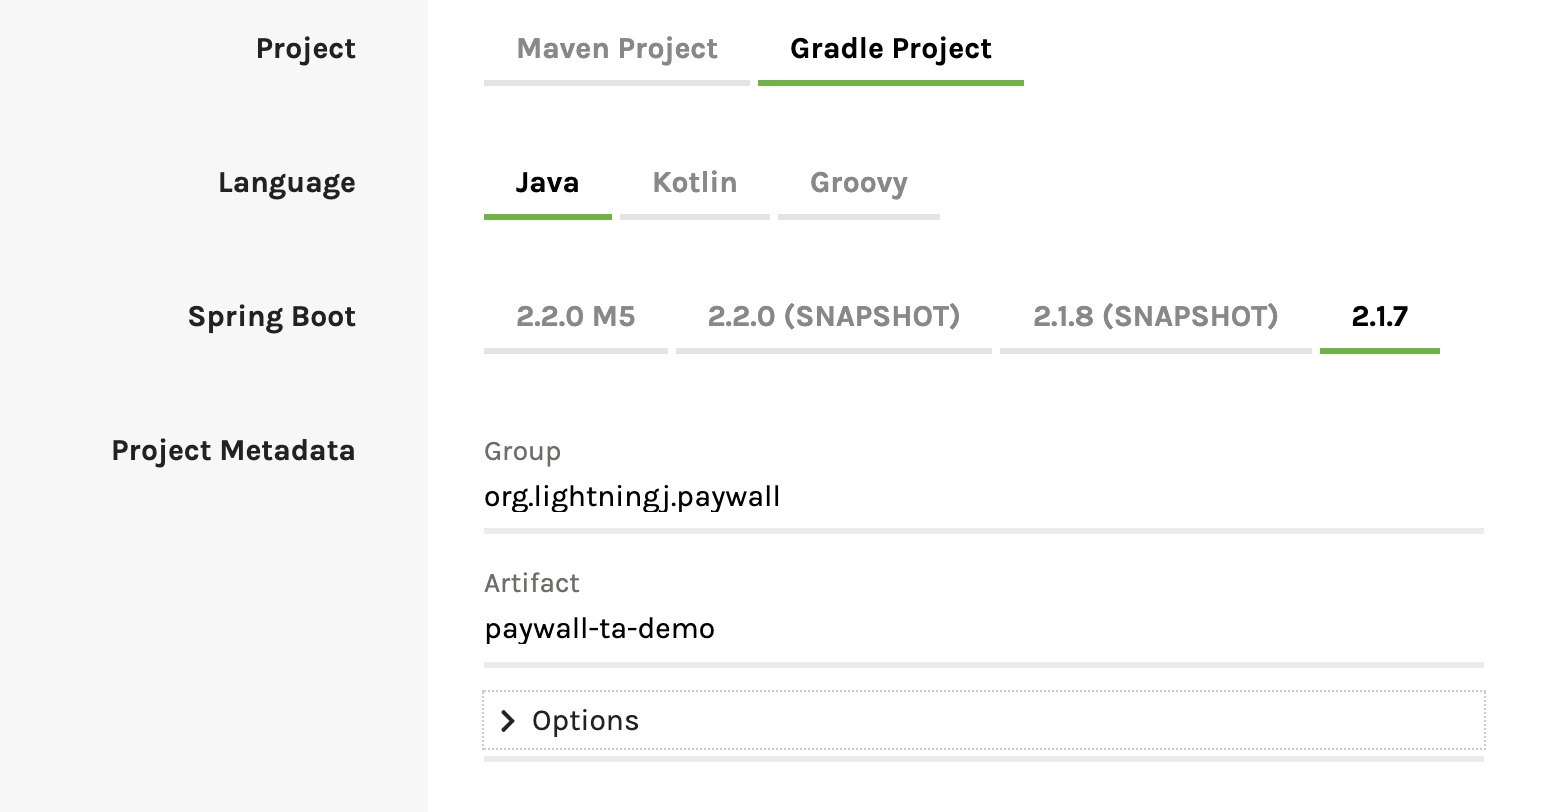 Project
Maven Project Gradle Project
Language
Java Kotlin Groovy
Spring Boot
2.2.0 M5 2.2.0 (SNAPSHOT) 2.1.8 (SNAPSHOT) 2.1.7
Project Metadata
Group
org.lightningj.paywall
Artifact
paywall-ta-demo
Options